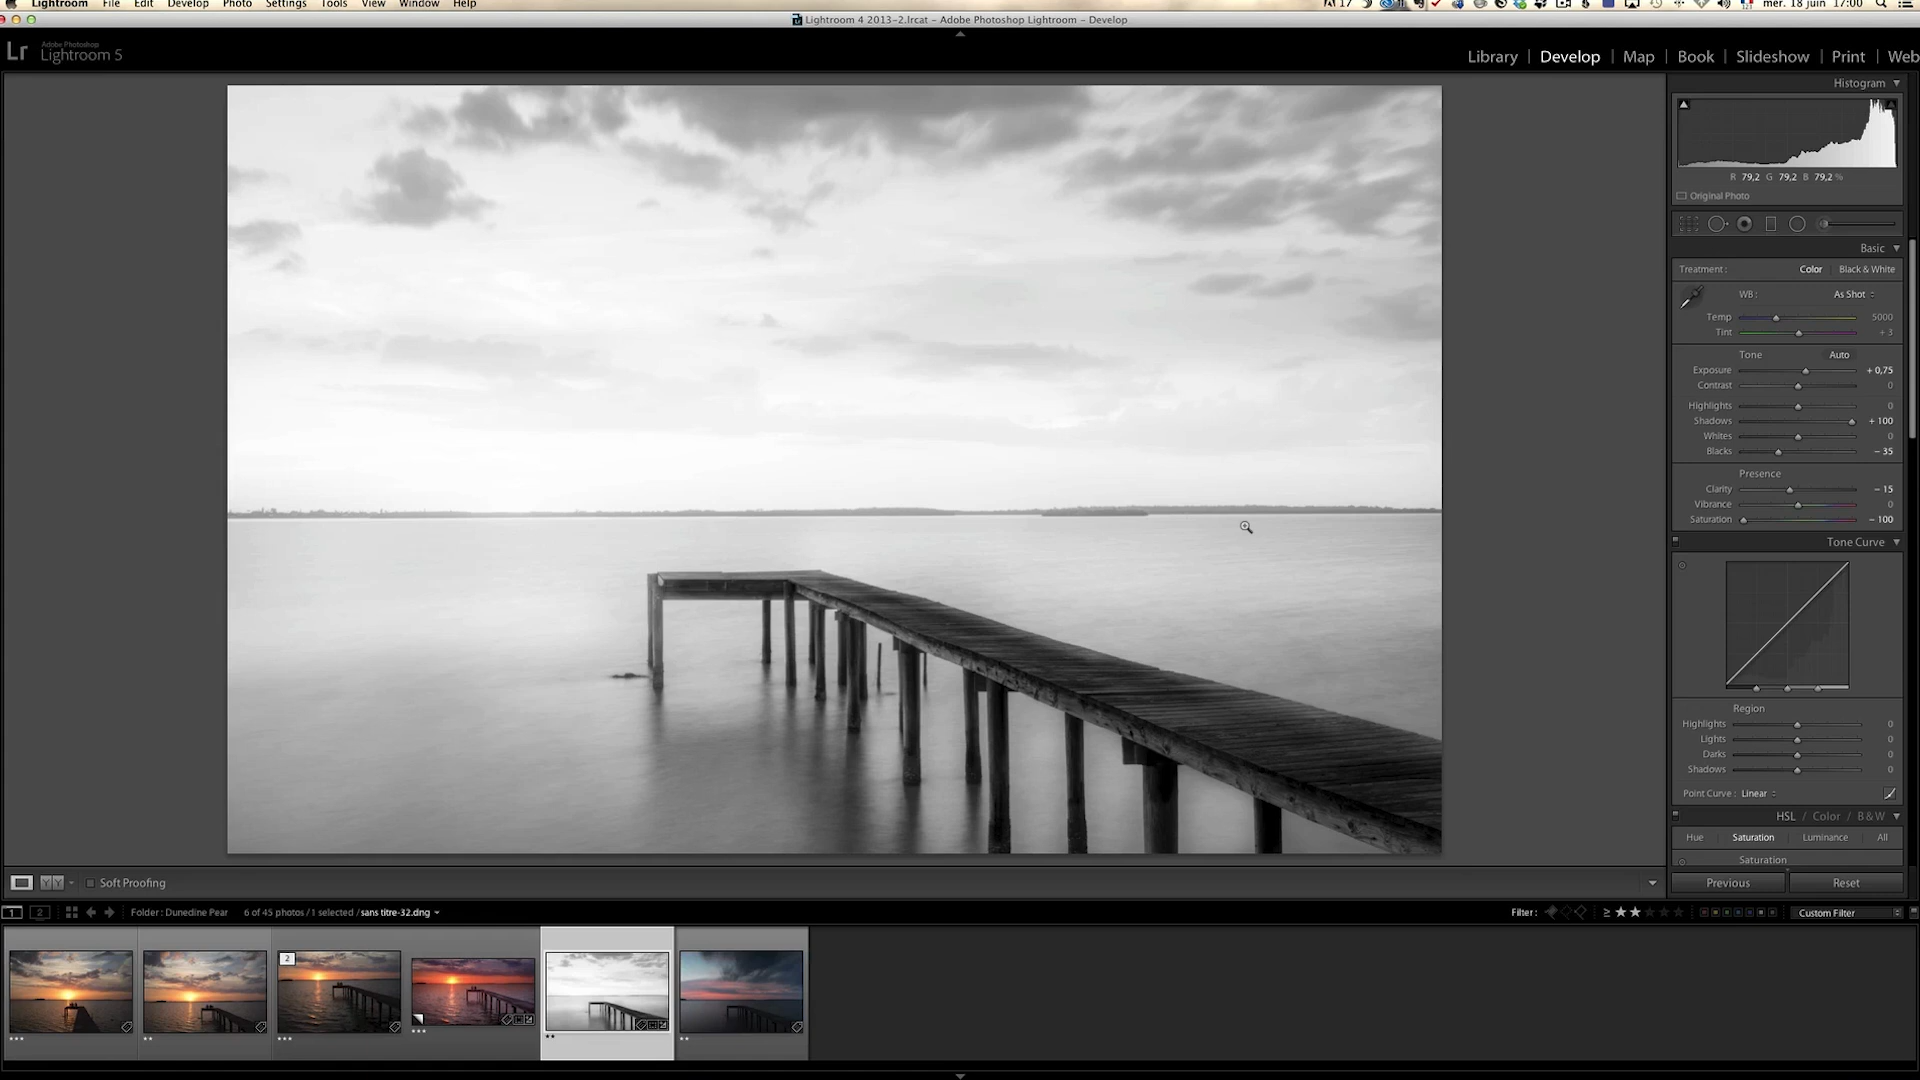 Lightroom File Edit Develop Photo Settings Tools View Window Help 17 mer. 18 juin 17:00
Lightroom 4 2013-2.lrcat – Adobe Photoshop Lightroom – Develop
Lr Adobe Photoshop
Lightroom 5
Library | Develop | Map | Book | Slideshow | Print | Web
Histogram
R 79,2 G 79,2 B 79,2 %
Original Photo
Basic
Treatment : Color Black & White
WB : As Shot
Temp 5000
Tint + 3
Tone Auto
Exposure + 0,75
Contrast 0
Highlights 0
Shadows + 100
Whites 0
Blacks – 35
Presence
Clarity – 15
Vibrance 0
Saturation – 100
Tone Curve
Region
Highlights 0
Lights 0
Darks 0
Shadows 0
Point Curve : Linear
HSL / Color / B & W
Hue Saturation Luminance All
Saturation
Previous Reset
YY Soft Proofing
1 2 Folder : Dunedine Pear 6 of 45 photos / 1 selected / sans titre-32.dng Filter : ≥ ★★ Custom Filter
2